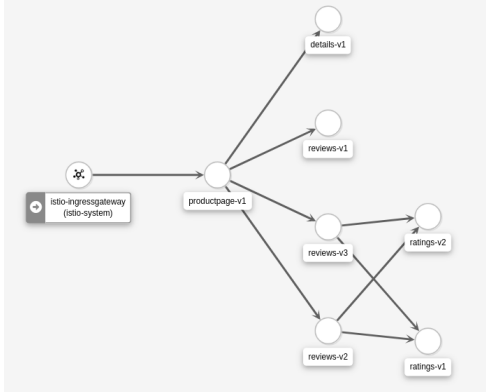 details-v1
reviews-v1
istio-ingressgateway
(istio-system)
productpage-v1
reviews-v3
ratings-v2
reviews-v2
ratings-v1